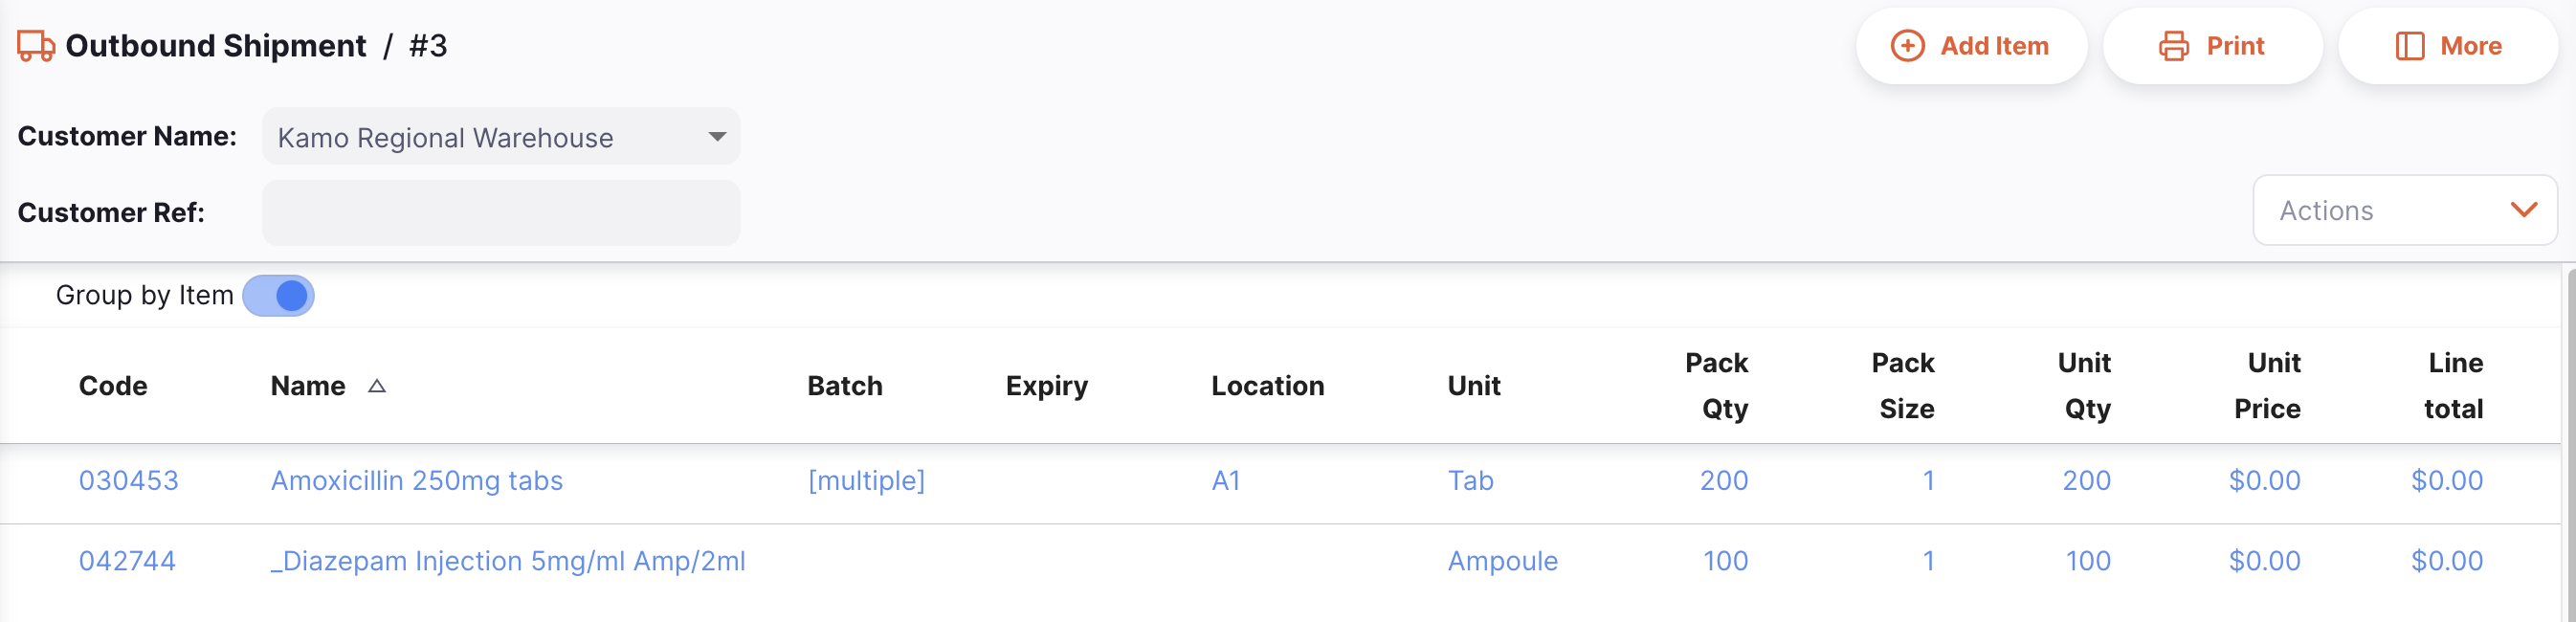 Outbound Shipment / #3
Add Item
Print
More
Customer Name: Kamo Regional Warehouse
Customer Ref:
Actions
Group by Item
Code Name Batch Expiry Location Unit Pack Qty Pack Size Unit Qty Unit Price Line total
030453 Amoxicillin 250mg tabs [multiple] A1 Tab 200 1 200 $0.00 $0.00
042744 _Diazepam Injection 5mg/ml Amp/2ml Ampoule 100 1 100 $0.00 $0.00